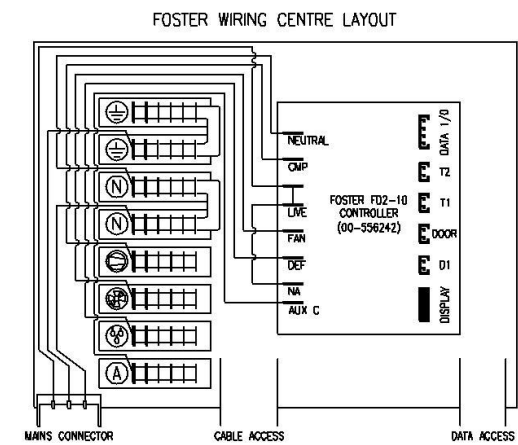 FOSTER WIRING CENTRE LAYOUT
NEUTRAL
CMP
LIVE
FAN
DEF
NA
AUX C
FOSTER FD2-10
CONTROLLER
(00-556242)
DATA 1/0
T2
T1
DOOR
D1
DISPLAY
N
N
A
MAINS CONNECTOR
CABLE ACCESS
DATA ACCESS